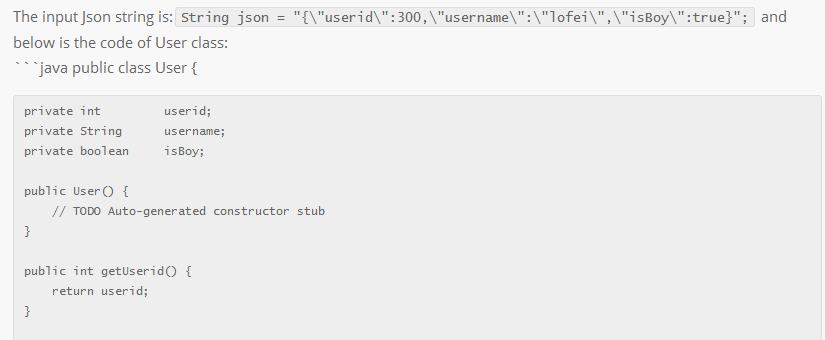 The input Json string is: String json = "{\"userid\":300,\"username\":\"lofei\",\"isBoy\":true}"; and
below is the code of User class:
```java public class User {
private int         userid;
private String      username;
private boolean     isBoy;
public User() {
    // TODO Auto-generated constructor stub
}
public int getUserid() {
    return userid;
}